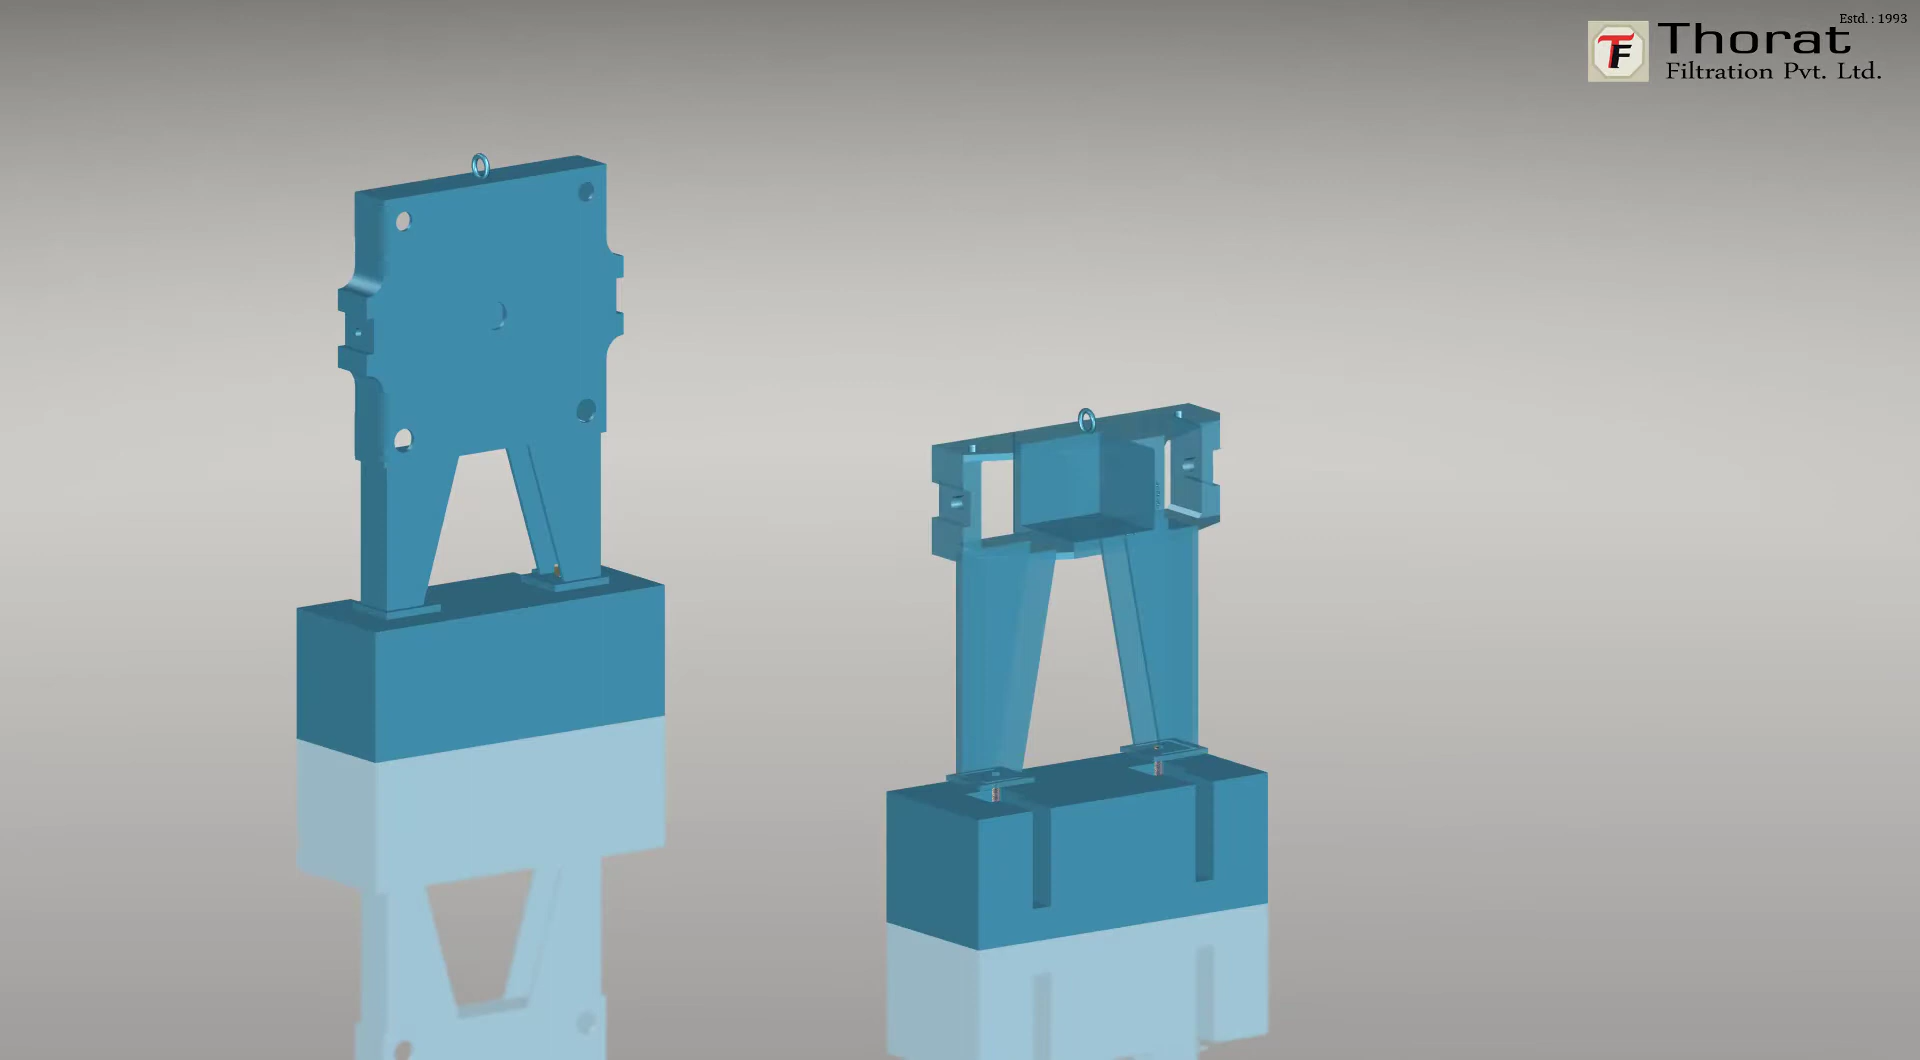 Estd. : 1993
TF Thorat
Filtration Pvt. Ltd.